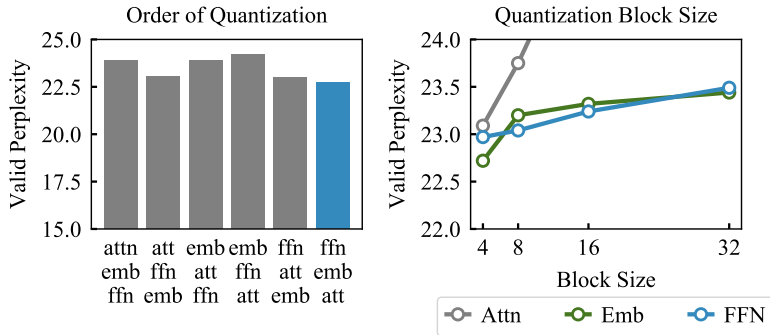 Order of Quantization
Valid Perplexity
25.0
22.5
20.0
17.5
15.0
attn att emb emb ffn ffn
emb ffn att ffn att emb
ffn emb ffn att emb att
Quantization Block Size
Valid Perplexity
24.0
23.5
23.0
22.5
22.0
4 8 16 32
Block Size
Attn Emb FFN